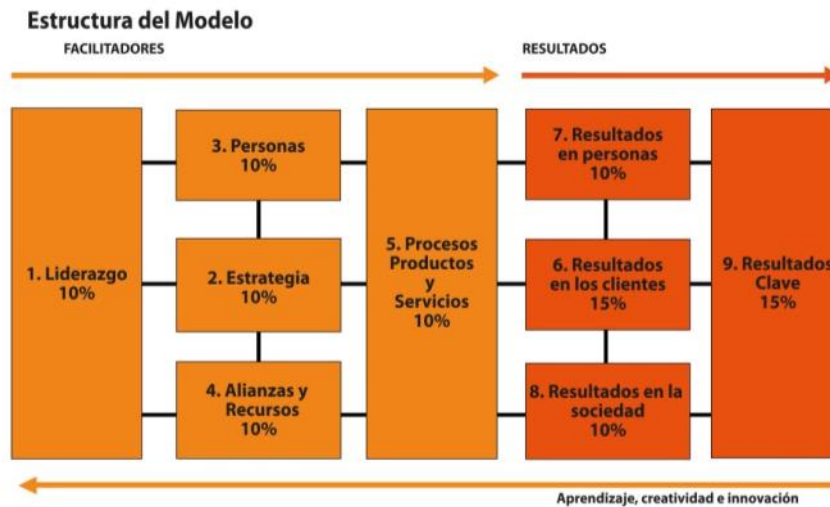 Estructura del Modelo
FACILITADORES
RESULTADOS
1. Liderazgo
10%
3. Personas
10%
2. Estrategia
10%
4. Alianzas y
Recursos
10%
5. Procesos
Productos
y
Servicios
10%
7. Resultados
en personas
10%
6. Resultados
en los clientes
15%
8. Resultados en la
sociedad
10%
9. Resultados
Clave
15%
Aprendizaje, creatividad e innovación